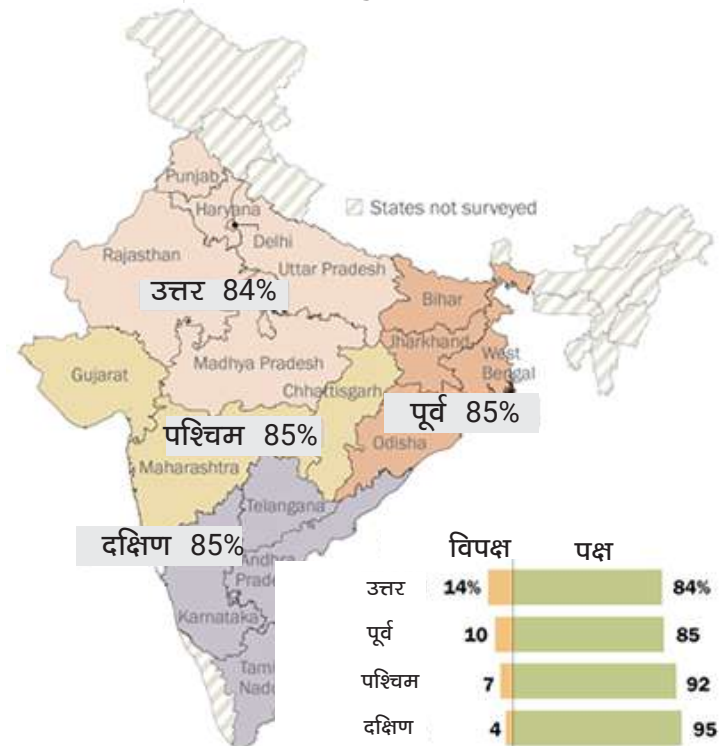 Punjab
Haryana
States not surveyed
Delhi
Rajasthan
Uttar Pradesh
उत्तर 84%
Bihar
Jharkhand
West
Bengal
Madhya Pradesh
Gujarat
Chhattisgarh
पूर्व 85%
पश्चिम 85%
Odisha
Maharashtra
Telangana
दक्षिण 85%
विपक्ष पक्ष
उत्तर 14% 84%
पूर्व 10 85
Karnataka
पश्चिम 7 92
दक्षिण 4 95